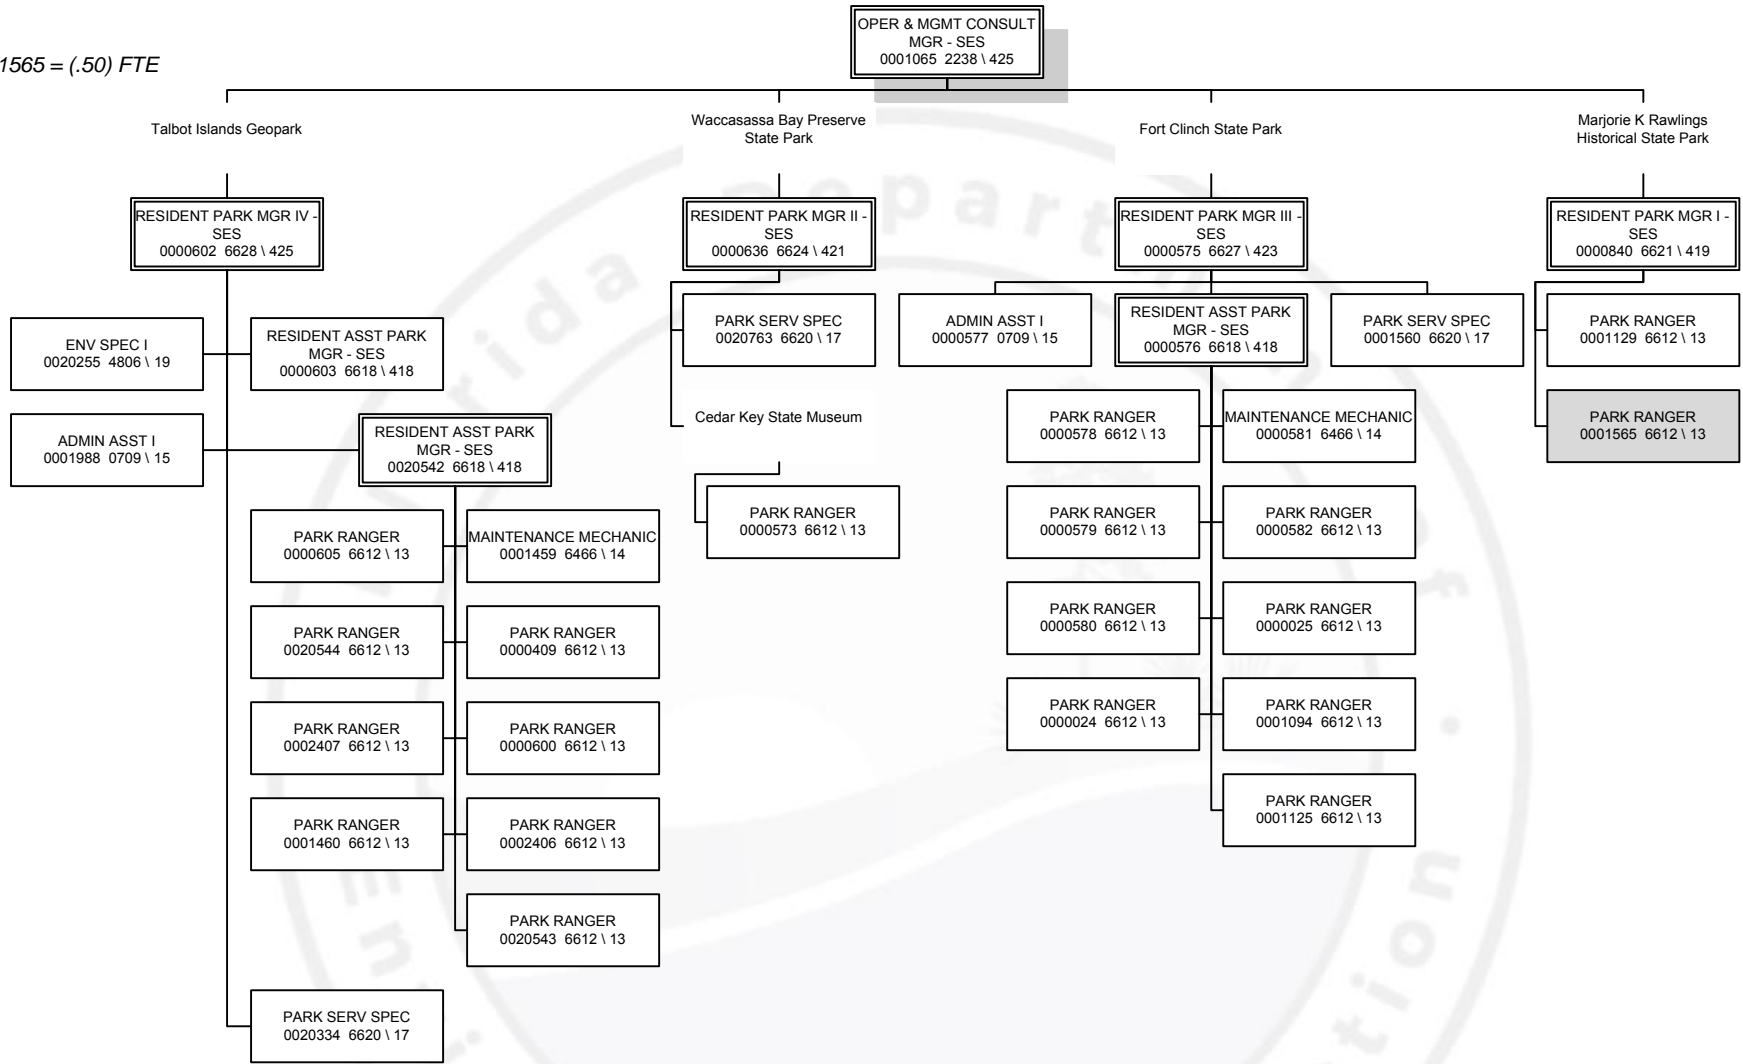 OPER & MGMT CONSULT
MGR - SES
0001065 2238 \ 425
1565 = (.50) FTE
Talbot Islands Geopark
Waccasassa Bay Preserve
State Park
Fort Clinch State Park
Marjorie K Rawlings
Historical State Park
RESIDENT PARK MGR IV -
SES
0000602 6628 \ 425
RESIDENT PARK MGR II -
SES
0000636 6624 \ 421
RESIDENT PARK MGR III -
SES
0000575 6627 \ 423
RESIDENT PARK MGR I -
SES
0000840 6621 \ 419
ENV SPEC I
0020255 4806 \ 19
RESIDENT ASST PARK
MGR - SES
0000603 6618 \ 418
ADMIN ASST I
0001988 0709 \ 15
RESIDENT ASST PARK
MGR - SES
0020542 6618 \ 418
PARK RANGER
0000605 6612 \ 13
MAINTENANCE MECHANIC
0001459 6466 \ 14
PARK RANGER
0020544 6612 \ 13
PARK RANGER
0000409 6612 \ 13
PARK RANGER
0002407 6612 \ 13
PARK RANGER
0000600 6612 \ 13
PARK RANGER
0001460 6612 \ 13
PARK RANGER
0002406 6612 \ 13
PARK RANGER
0020543 6612 \ 13
PARK SERV SPEC
0020334 6620 \ 17
PARK SERV SPEC
0020763 6620 \ 17
Cedar Key State Museum
PARK RANGER
0000573 6612 \ 13
ADMIN ASST I
0000577 0709 \ 15
RESIDENT ASST PARK
MGR - SES
0000576 6618 \ 418
PARK SERV SPEC
0001560 6620 \ 17
PARK RANGER
0000578 6612 \ 13
MAINTENANCE MECHANIC
0000581 6466 \ 14
PARK RANGER
0000579 6612 \ 13
PARK RANGER
0000582 6612 \ 13
PARK RANGER
0000580 6612 \ 13
PARK RANGER
0000025 6612 \ 13
PARK RANGER
0000024 6612 \ 13
PARK RANGER
0001094 6612 \ 13
PARK RANGER
0001125 6612 \ 13
PARK RANGER
0001129 6612 \ 13
PARK RANGER
0001565 6612 \ 13